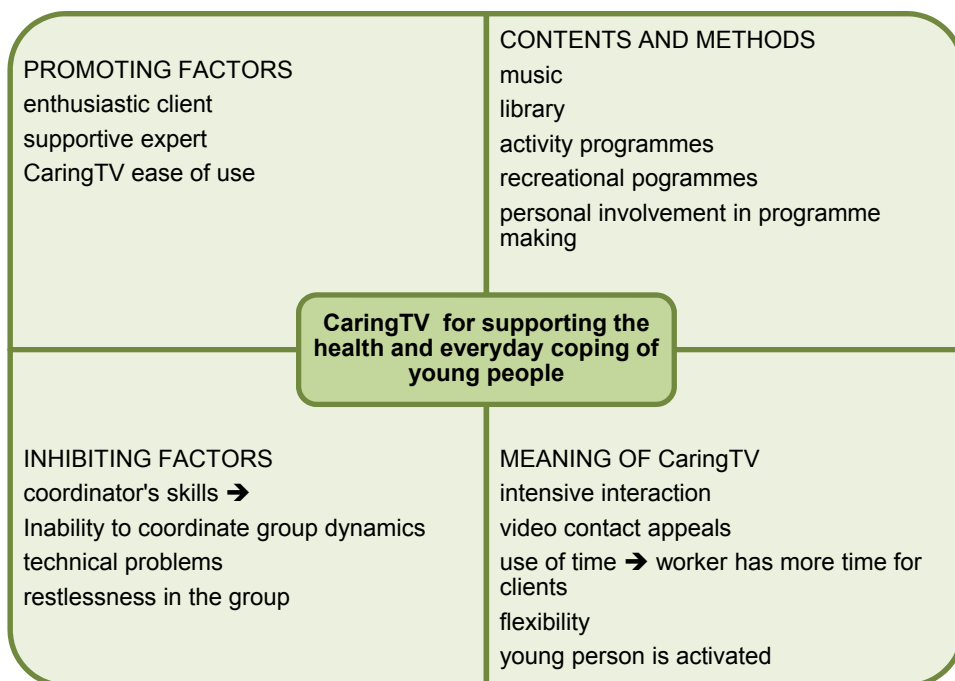 PROMOTING FACTORS
enthusiastic client
supportive expert
CaringTV ease of use
CONTENTS AND METHODS
music
library
activity programmes
recreational pogrammes
personal involvement in programme
making
CaringTV for supporting the
health and everyday coping of
young people
INHIBITING FACTORS
coordinator's skills ➔
Inability to coordinate group dynamics
technical problems
restlessness in the group
MEANING OF CaringTV
intensive interaction
video contact appeals
use of time ➔ worker has more time for
clients
flexibility
young person is activated